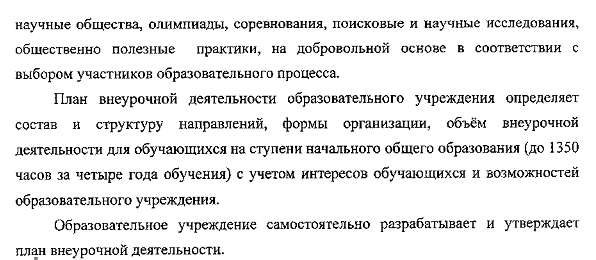 научные общества, олимпиады, соревнования, поисковые и научные исследования,
общественно полезные практики, на добровольной основе в соответствии с
выбором участников образовательного процесса.
План внеурочной деятельности образовательного учреждения определяет
состав и структуру направлений, формы организации, объём внеурочной
деятельности для обучающихся на ступени начального общего образования (до 1350
часов за четыре года обучения) с учетом интересов обучающихся и возможностей
образовательного учреждения.
Образовательное учреждение самостоятельно разрабатывает и утверждает
план внеурочной деятельности.